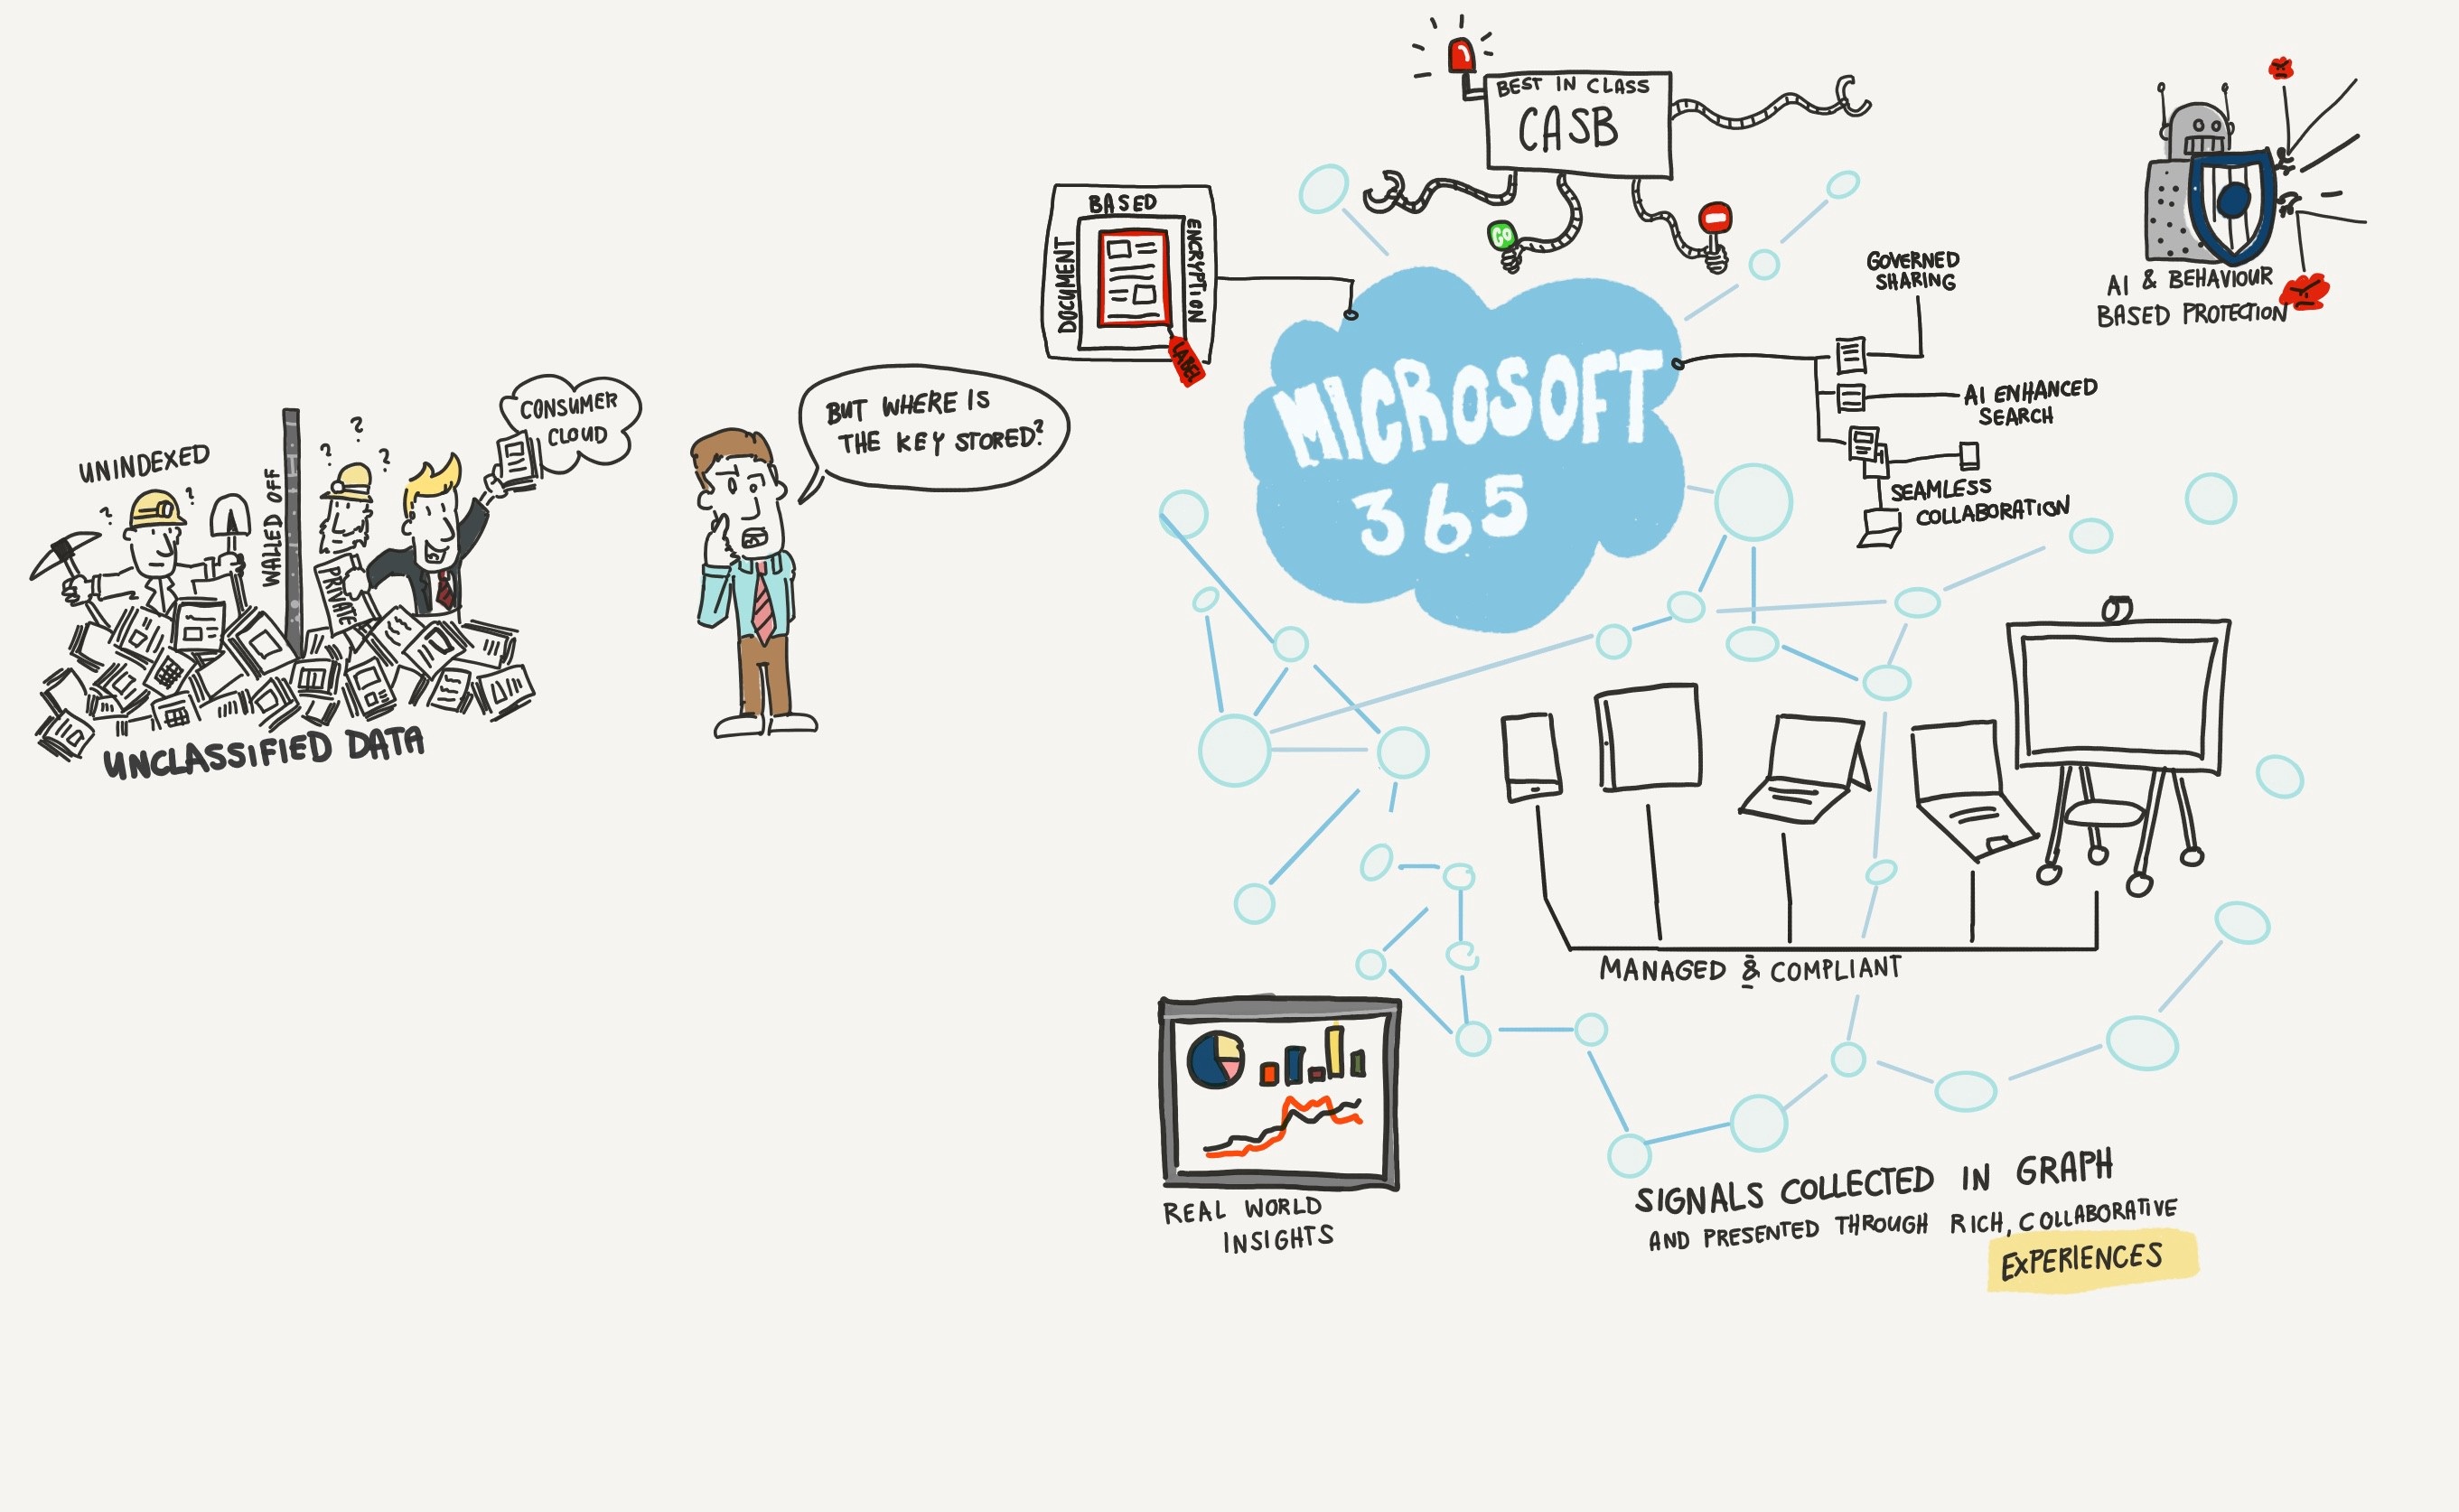 UNINDEXED
WALLED OFF
PRIVATE
CONSUMER
CLOUD
UNCLASSIFIED DATA
BUT WHERE IS
THE KEY STORED?
BASED
DOCUMENT
ENCRYPTION
LABEL
BEST IN CLASS
CASB
GO
MICROSOFT
365
GOVERNED
SHARING
AI ENHANCED
SEARCH
SEAMLESS
COLLABORATION
AI & BEHAVIOUR
BASED PROTECTION
MANAGED & COMPLIANT
REAL WORLD
INSIGHTS
SIGNALS COLLECTED IN GRAPH
AND PRESENTED THROUGH RICH, COLLABORATIVE
EXPERIENCES